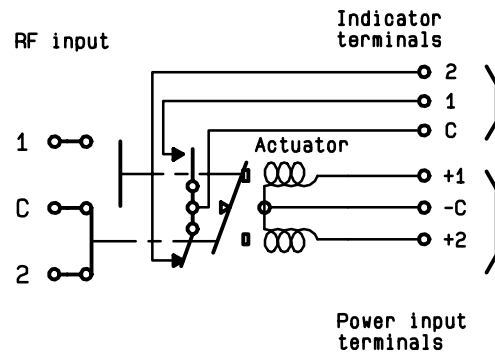 Indicator
terminals
RF input
2
1
C
Actuator
1
+1
C
-C
+2
2
Power input
terminals